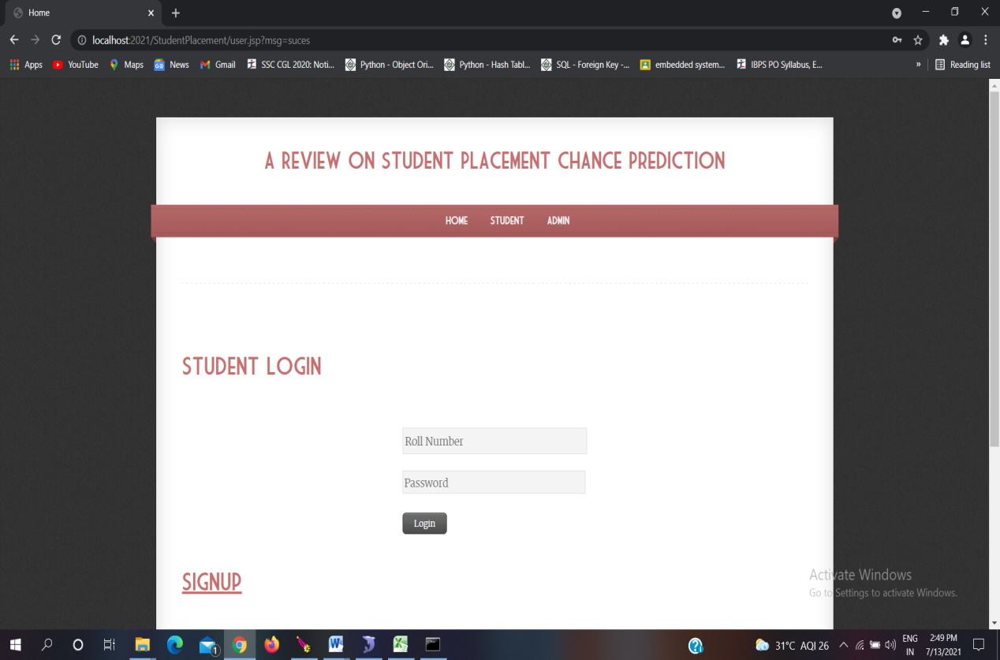 Home
localhost:2021/StudentPlacement/user.jsp?msg=suces
Apps YouTube Maps News Gmail SSC CGL 2020: Noti... Python - Object Ori... Python - Hash Tabl... SQL - Foreign Key -... embedded system... IBPS PO Syllabus, E... » Reading list
A REVIEW ON STUDENT PLACEMENT CHANCE PREDICTION
HOME STUDENT ADMIN
STUDENT LOGIN
Roll Number
Password
Login
SIGNUP
Activate Windows
Go to Settings to activate Windows.
1 31°C AQI 26 ENG IN 2:49 PM 7/13/2021